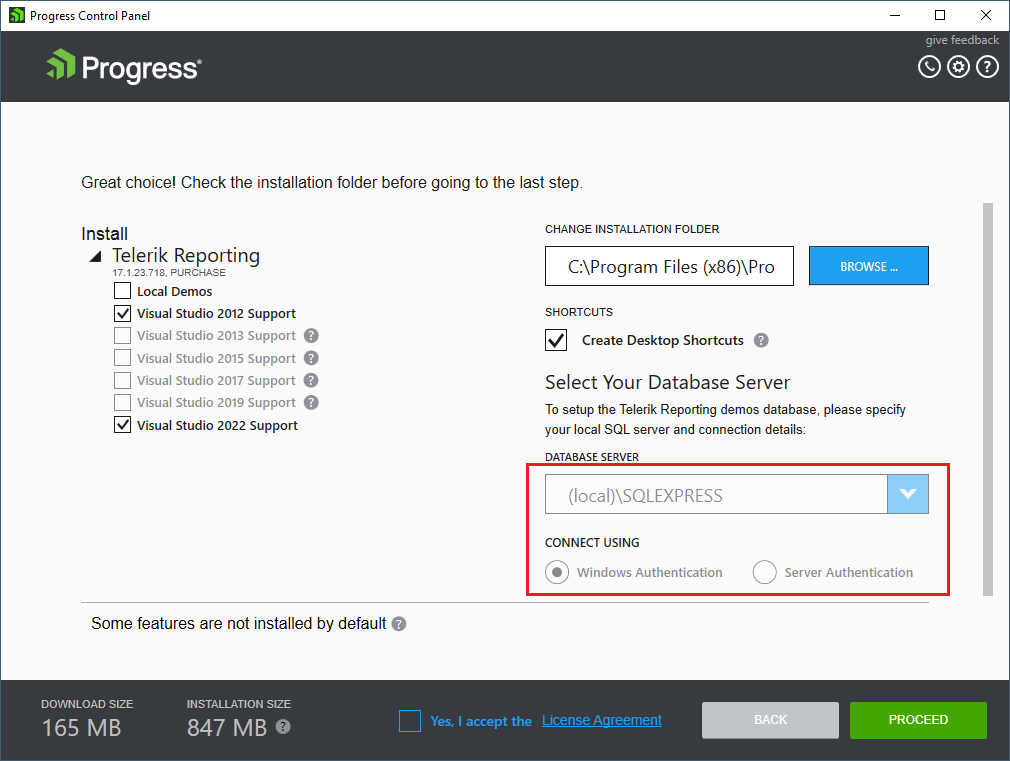 Progress Control Panel
give feedback
Progress®
Great choice! Check the installation folder before going to the last step.
Install
Telerik Reporting
17.1.23.718, PURCHASE
Local Demos
Visual Studio 2012 Support
Visual Studio 2013 Support ?
Visual Studio 2015 Support ?
Visual Studio 2017 Support ?
Visual Studio 2019 Support ?
Visual Studio 2022 Support
CHANGE INSTALLATION FOLDER
C:\Program Files (x86)\Pro
BROWSE ...
SHORTCUTS
Create Desktop Shortcuts ?
Select Your Database Server
To setup the Telerik Reporting demos database, please specify
your local SQL server and connection details:
DATABASE SERVER
(local)\SQLEXPRESS
CONNECT USING
Windows Authentication
Server Authentication
Some features are not installed by default ?
DOWNLOAD SIZE
165 MB
INSTALLATION SIZE
847 MB ?
Yes, I accept the License Agreement
BACK
PROCEED